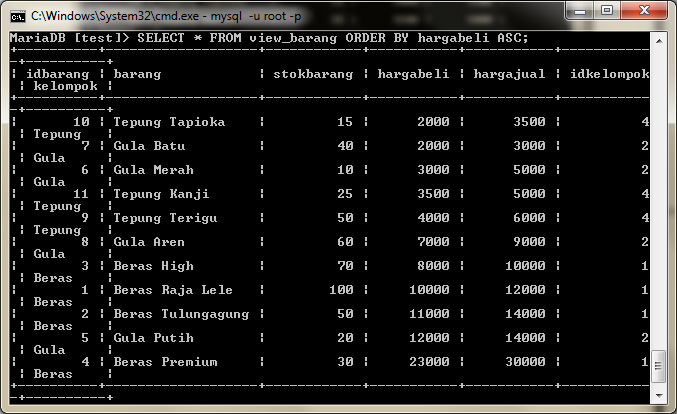 C:\Windows\System32\cmd.exe - mysql  -u root -p
MariaDB [test]> SELECT * FROM view_barang ORDER BY hargabeli ASC;
+-----------+-------------------+------------+-----------+-----------+----------
-+-----------+
¦ idbarang  ¦ barang            ¦ stokbarang ¦ hargabeli ¦ hargajual ¦ idkelompok
 ¦ kelompok ¦
+-----------+-------------------+------------+-----------+-----------+----------
-+-----------+
¦       10 ¦ Tepung Tapioka    ¦         15 ¦      2000 ¦      3500 ¦          4
 ¦ Tepung   ¦
¦        7 ¦ Gula Batu         ¦         40 ¦      2000 ¦      3000 ¦          2
 ¦ Gula     ¦
¦        6 ¦ Gula Merah        ¦         10 ¦      3000 ¦      5000 ¦          2
 ¦ Gula     ¦
¦       11 ¦ Tepung Kanji      ¦         25 ¦      3500 ¦      5000 ¦          4
 ¦ Tepung   ¦
¦        9 ¦ Tepung Terigu     ¦         50 ¦      4000 ¦      6000 ¦          4
 ¦ Tepung   ¦
¦        8 ¦ Gula Aren         ¦         60 ¦      7000 ¦      9000 ¦          2
 ¦ Gula     ¦
¦        3 ¦ Beras High        ¦         70 ¦      8000 ¦     10000 ¦          1
 ¦ Beras    ¦
¦        1 ¦ Beras Raja Lele   ¦        100 ¦     10000 ¦     12000 ¦          1
 ¦ Beras    ¦
¦        2 ¦ Beras Tulungagung ¦         50 ¦     11000 ¦     14000 ¦          1
 ¦ Beras    ¦
¦        5 ¦ Gula Putih        ¦         20 ¦     12000 ¦     14000 ¦          2
 ¦ Gula     ¦
¦        4 ¦ Beras Premium     ¦         30 ¦     23000 ¦     30000 ¦          1
 ¦ Beras    ¦
+-----------+-------------------+------------+-----------+-----------+----------
-+-----------+